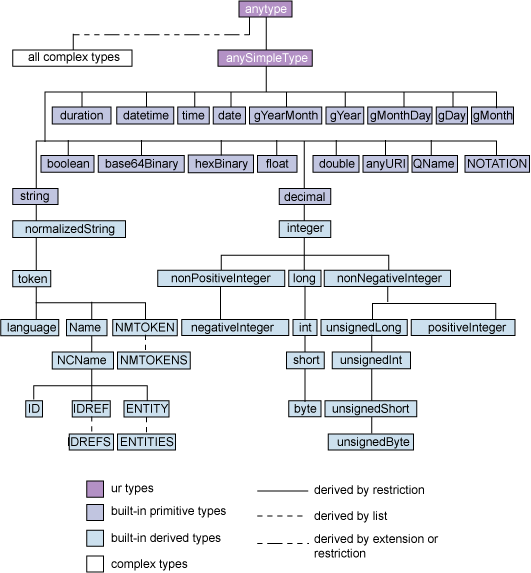 anytype
all complex types
anySimpleType
duration
datetime
time
date
gYearMonth
gYear
gMonthDay
gDay
gMonth
boolean
base64Binary
hexBinary
float
double
anyURI
QName
NOTATION
string
decimal
normalizedString
integer
token
nonPositiveInteger
long
nonNegativeInteger
language
Name
NMTOKEN
negativeInteger
int
unsignedLong
positiveInteger
NCName
NMTOKENS
short
unsignedInt
ID
IDREF
ENTITY
byte
unsignedShort
IDREFS
ENTITIES
unsignedByte
ur types
derived by restriction
built-in primitive types
derived by list
built-in derived types
derived by extension or
restriction
complex types